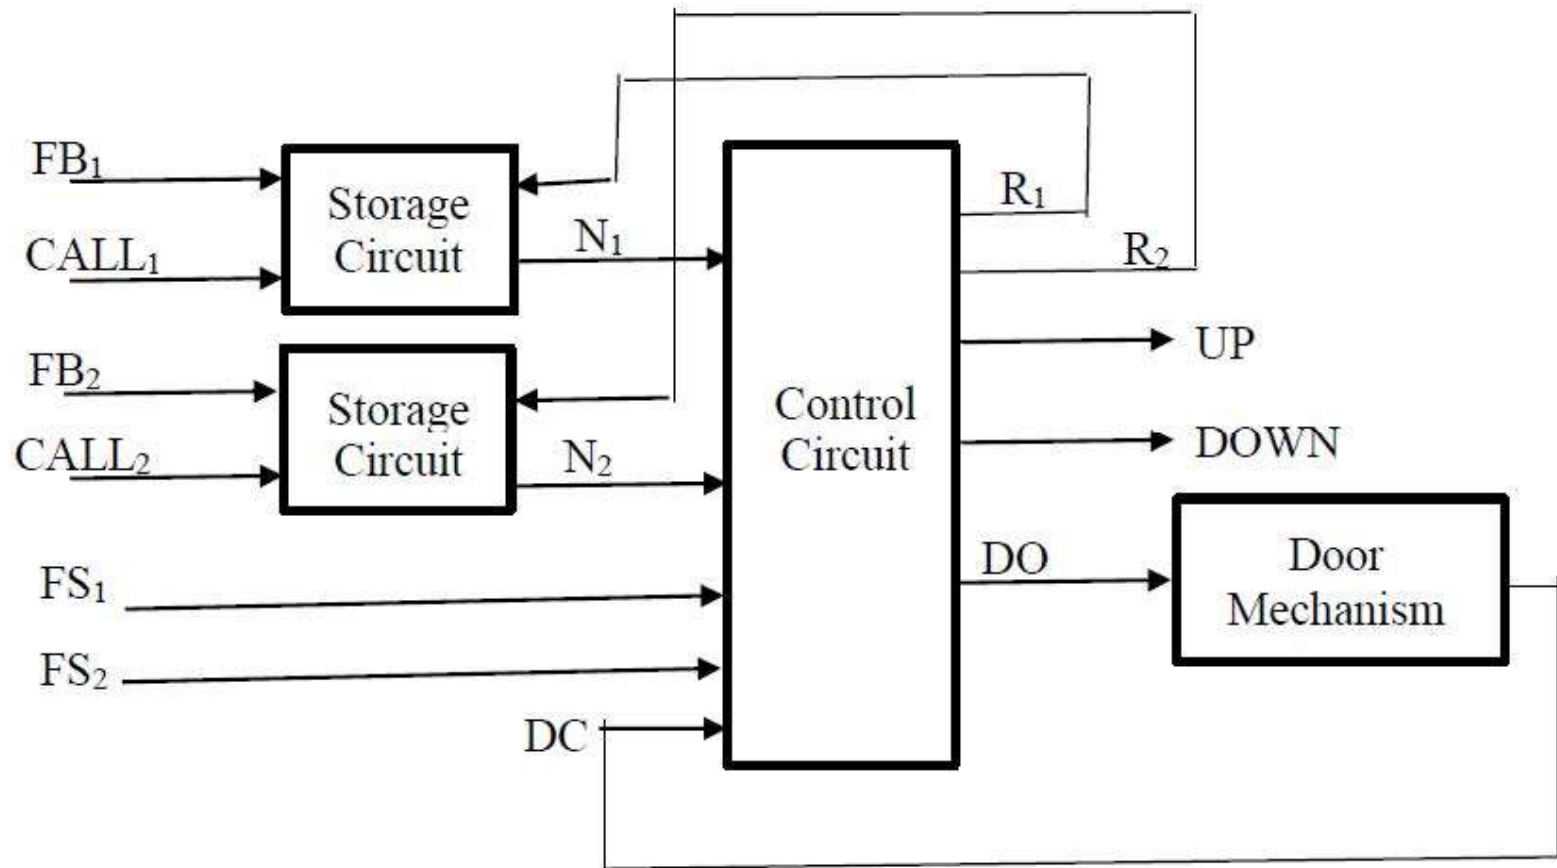 FB₁
Storage
Circuit
CALL₁
N₁
R₁
R₂
FB₂
Storage
Circuit
CALL₂
N₂
UP
Control
Circuit
DOWN
FS₁
DO
Door
Mechanism
FS₂
DC